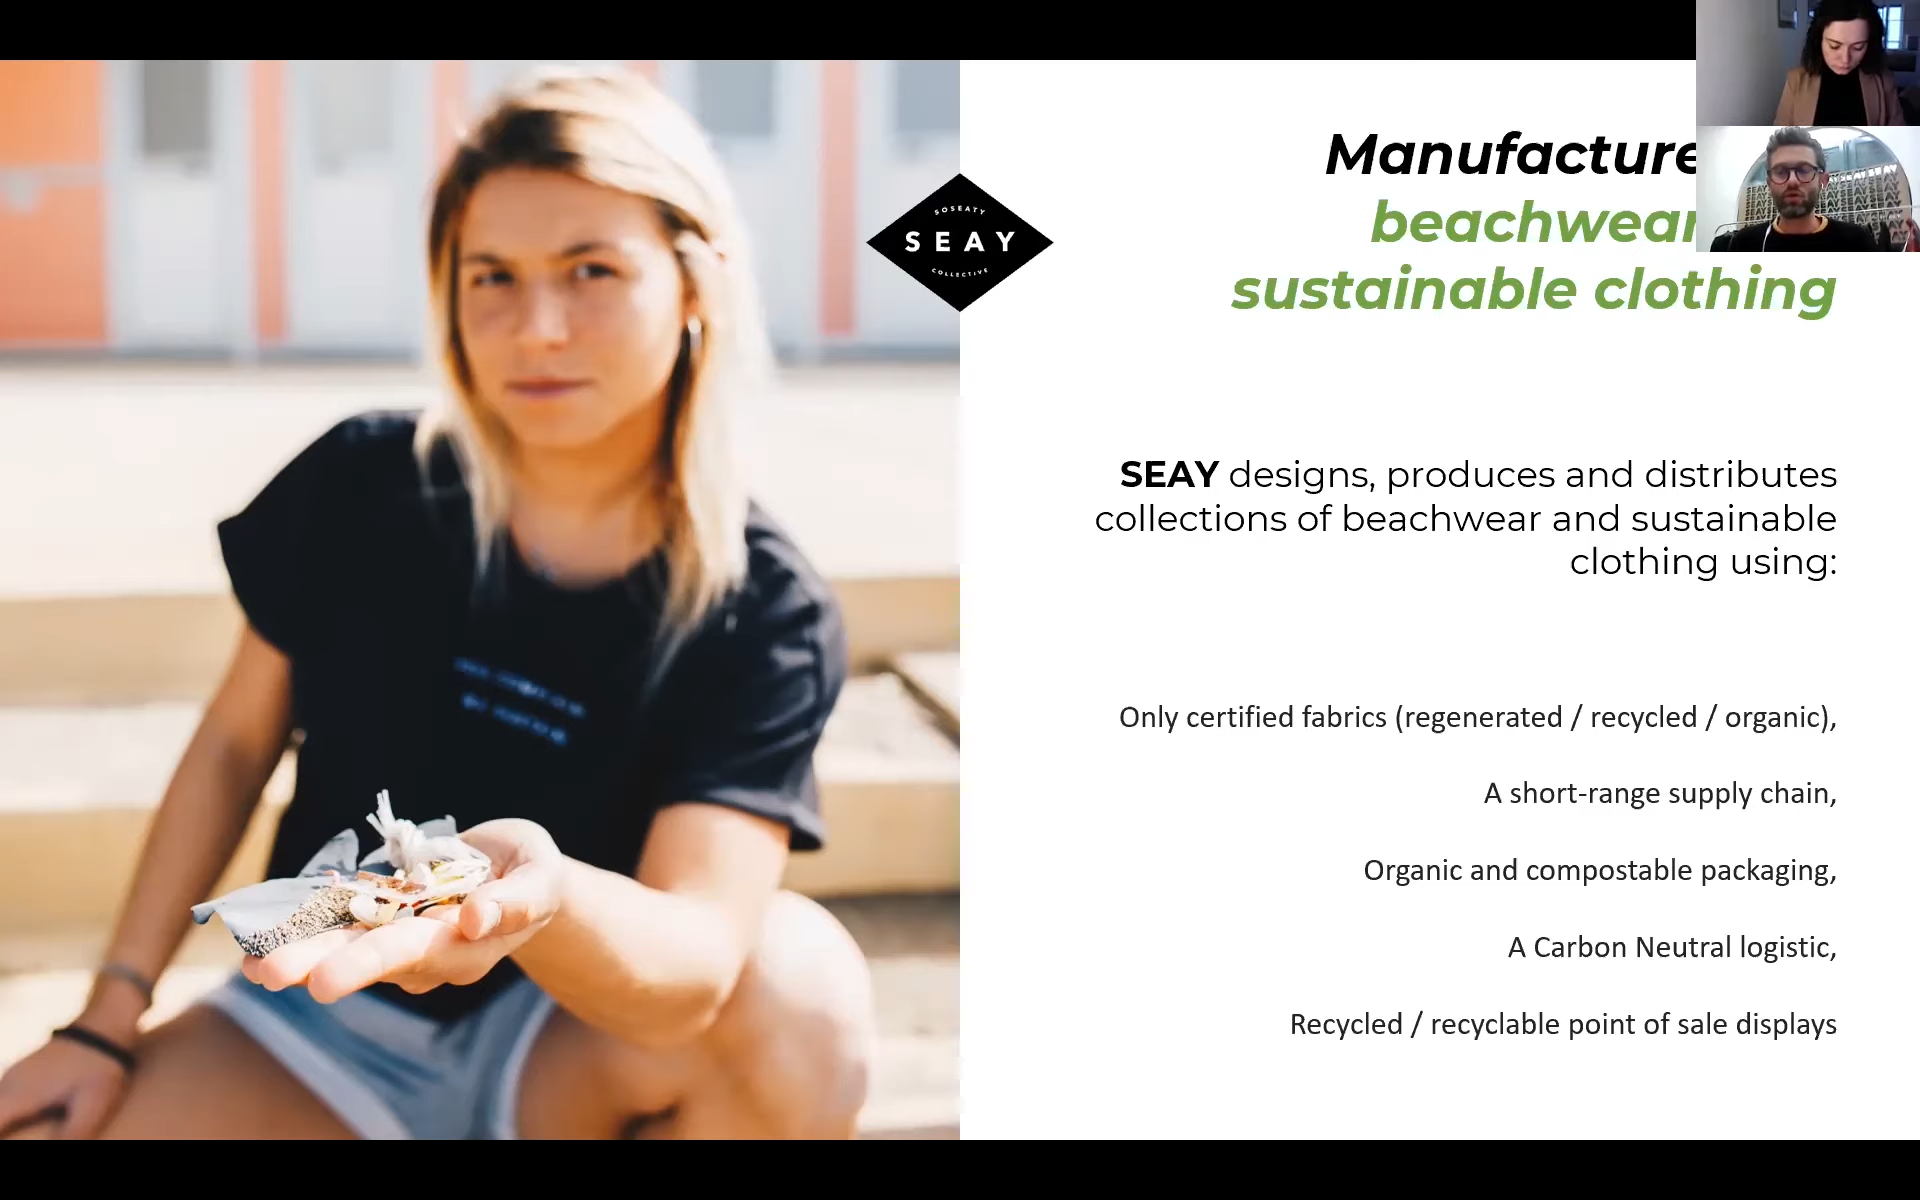 SOSEATY
SEAY
COLLECTIVE
Manufacture
beachwear
sustainable clothing
SEAY designs, produces and distributes
collections of beachwear and sustainable
clothing using:
Only certified fabrics (regenerated / recycled / organic),
A short-range supply chain,
Organic and compostable packaging,
A Carbon Neutral logistic,
Recycled / recyclable point of sale displays